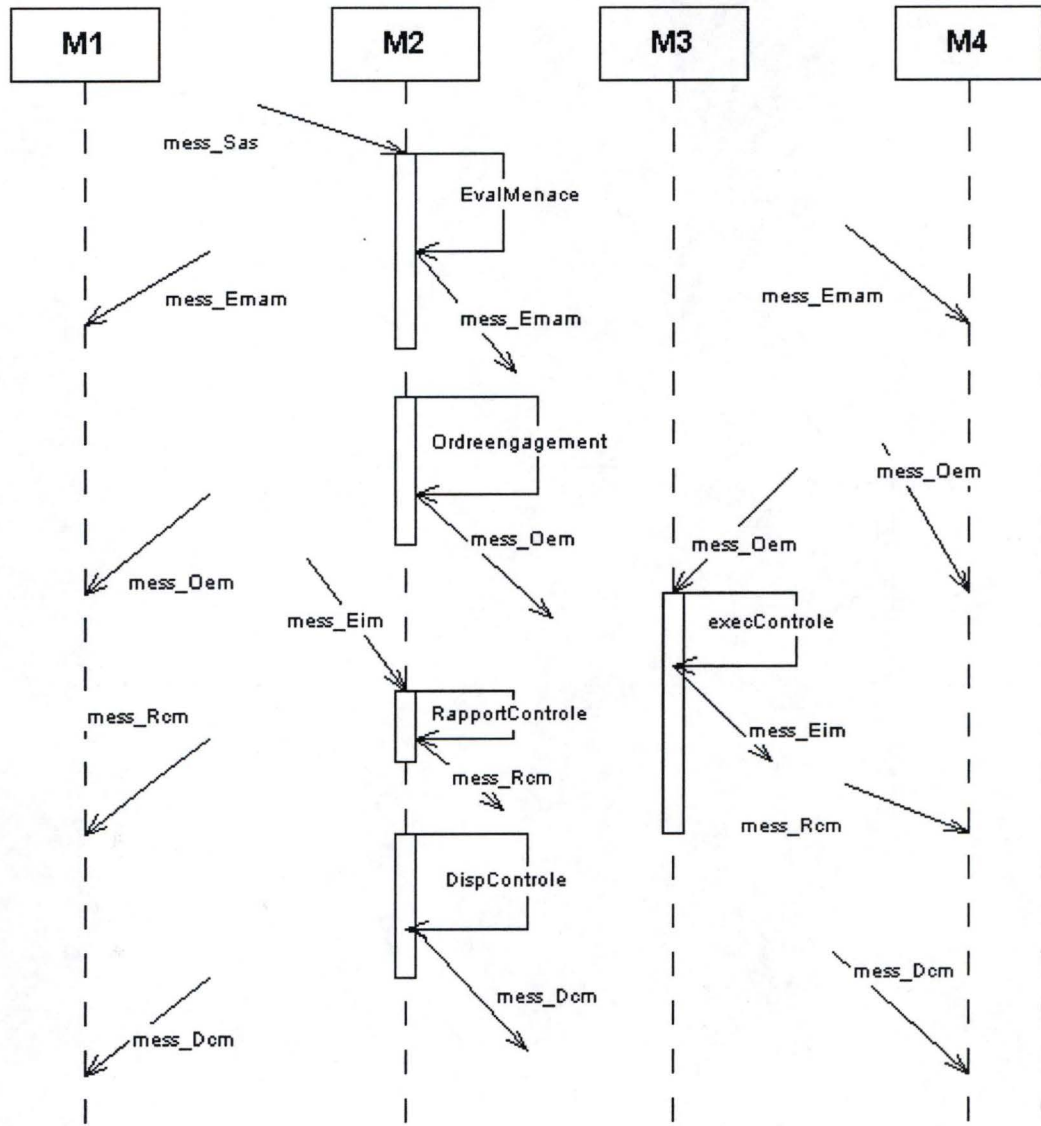 M1
M2
M3
M4
mess_Sas
EvalMenace
mess_Emam
mess_Emam
mess_Emam
Ordreengagement
mess_Oem
mess_Oem
mess_Oem
mess_Oem
mess_Eim
execControle
mess_Rcm
RapportControle
mess_Eim
mess_Rcm
mess_Rcm
DispControle
mess_Dcm
mess_Dcm
mess_Dcm